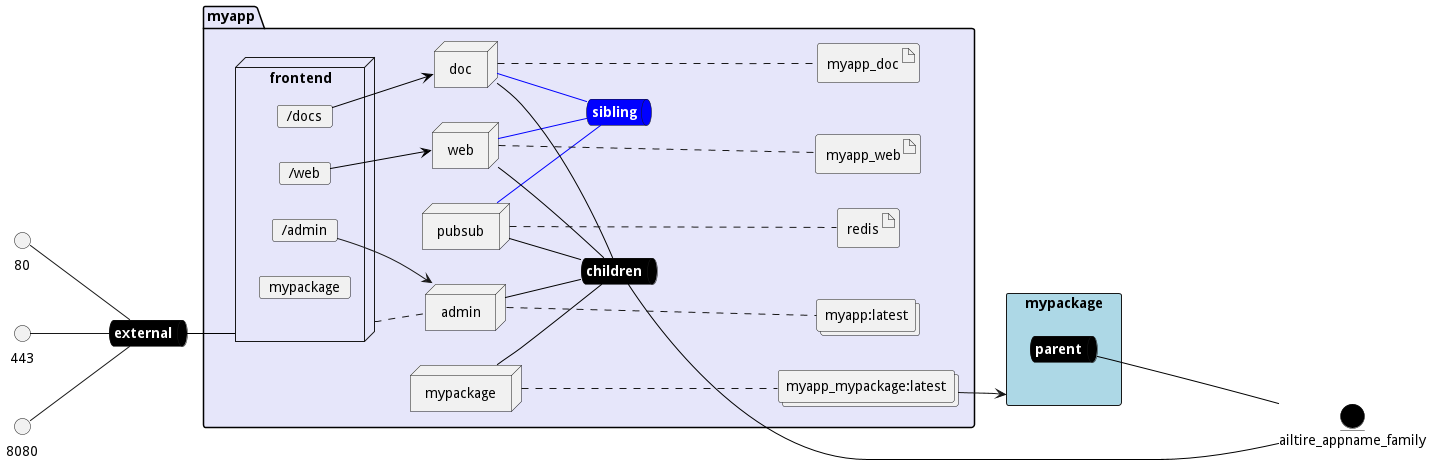 myapp
frontend
/docs
/web
/admin
mypackage
80
443
8080
external
doc
web
pubsub
admin
mypackage
sibling
children
myapp_doc
myapp_web
redis
myapp:latest
myapp_mypackage:latest
mypackage
parent
ailtire_appname_family